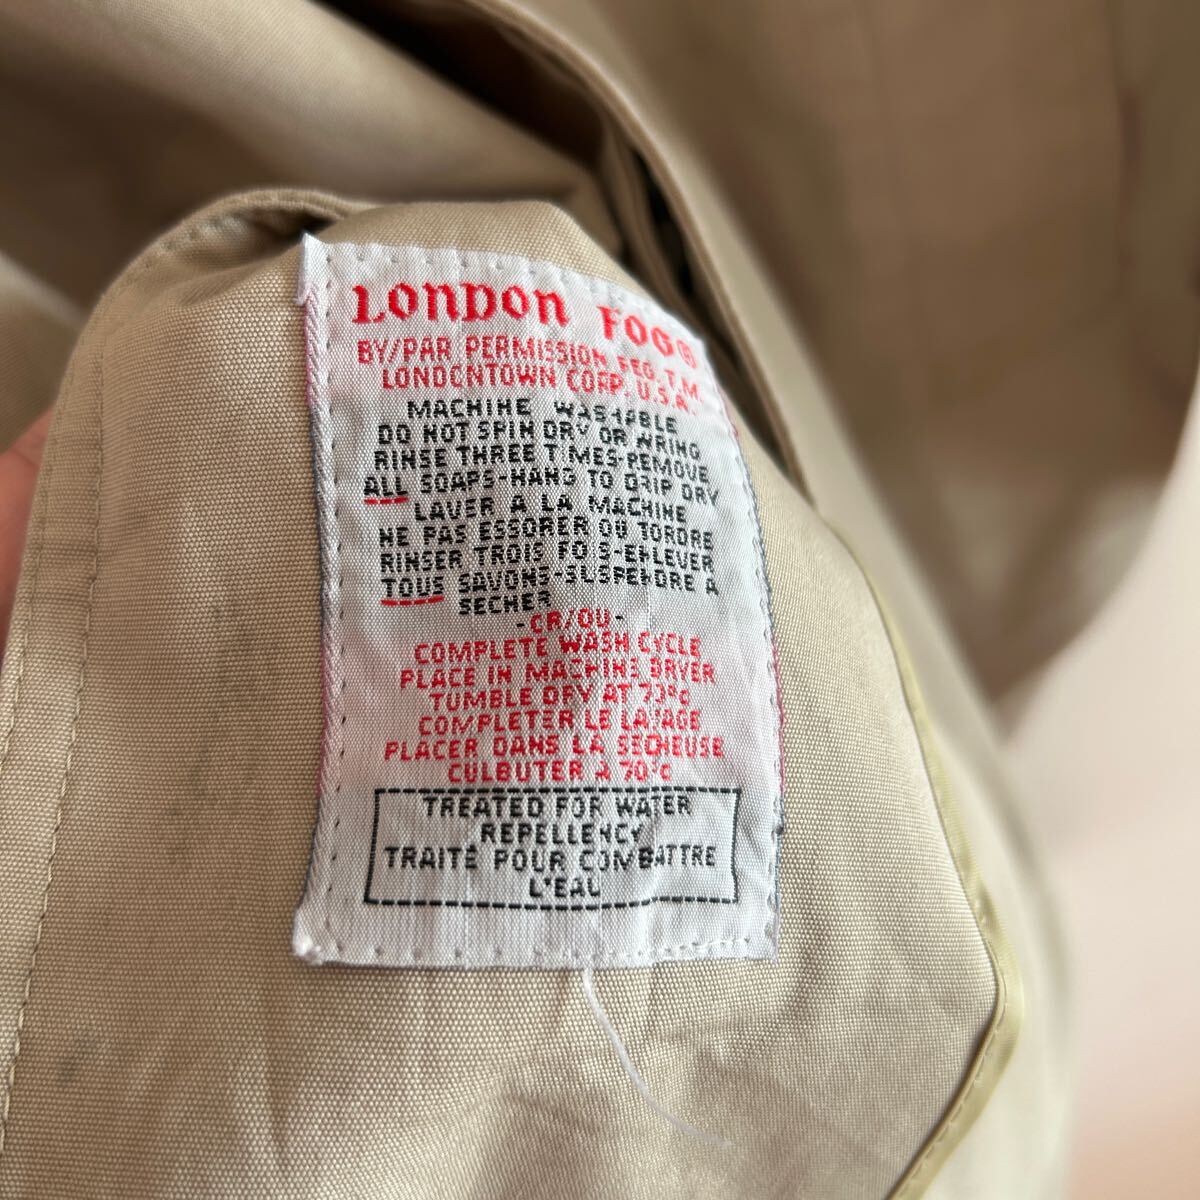 LONDON FOG®
BY/PAR PERMISSION REG. T.M.
LONDONTOWN CORP. U.S.A.
MACHINE WASHABLE
DO NOT SPIN DRY OR WRING
RINSE THREE TIMES-REMOVE
ALL SOAPS-HANG TO DRIP DRY
LAVER A LA MACHINE
NE PAS ESSORER OU TORDRE
RINSER TROIS FOIS-ENLEVER
TOUS SAVONS-SUSPENDRE A
SECHER
-OR/OU-
COMPLETE WASH CYCLE
PLACE IN MACHINE DRYER
TUMBLE DRY AT 70°C
COMPLETER LE LAVAGE
PLACER DANS LA SECHEUSE
CULBUTER A 70°C
TREATED FOR WATER
REPELLENCY
TRAITÉ POUR COMBATTRE
L'EAU